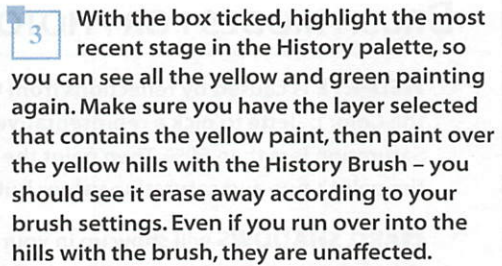 3 With the box ticked, highlight the most
recent stage in the History palette, so
you can see all the yellow and green painting
again. Make sure you have the layer selected
that contains the yellow paint, then paint over
the yellow hills with the History Brush – you
should see it erase away according to your
brush settings. Even if you run over into the
hills with the brush, they are unaffected.